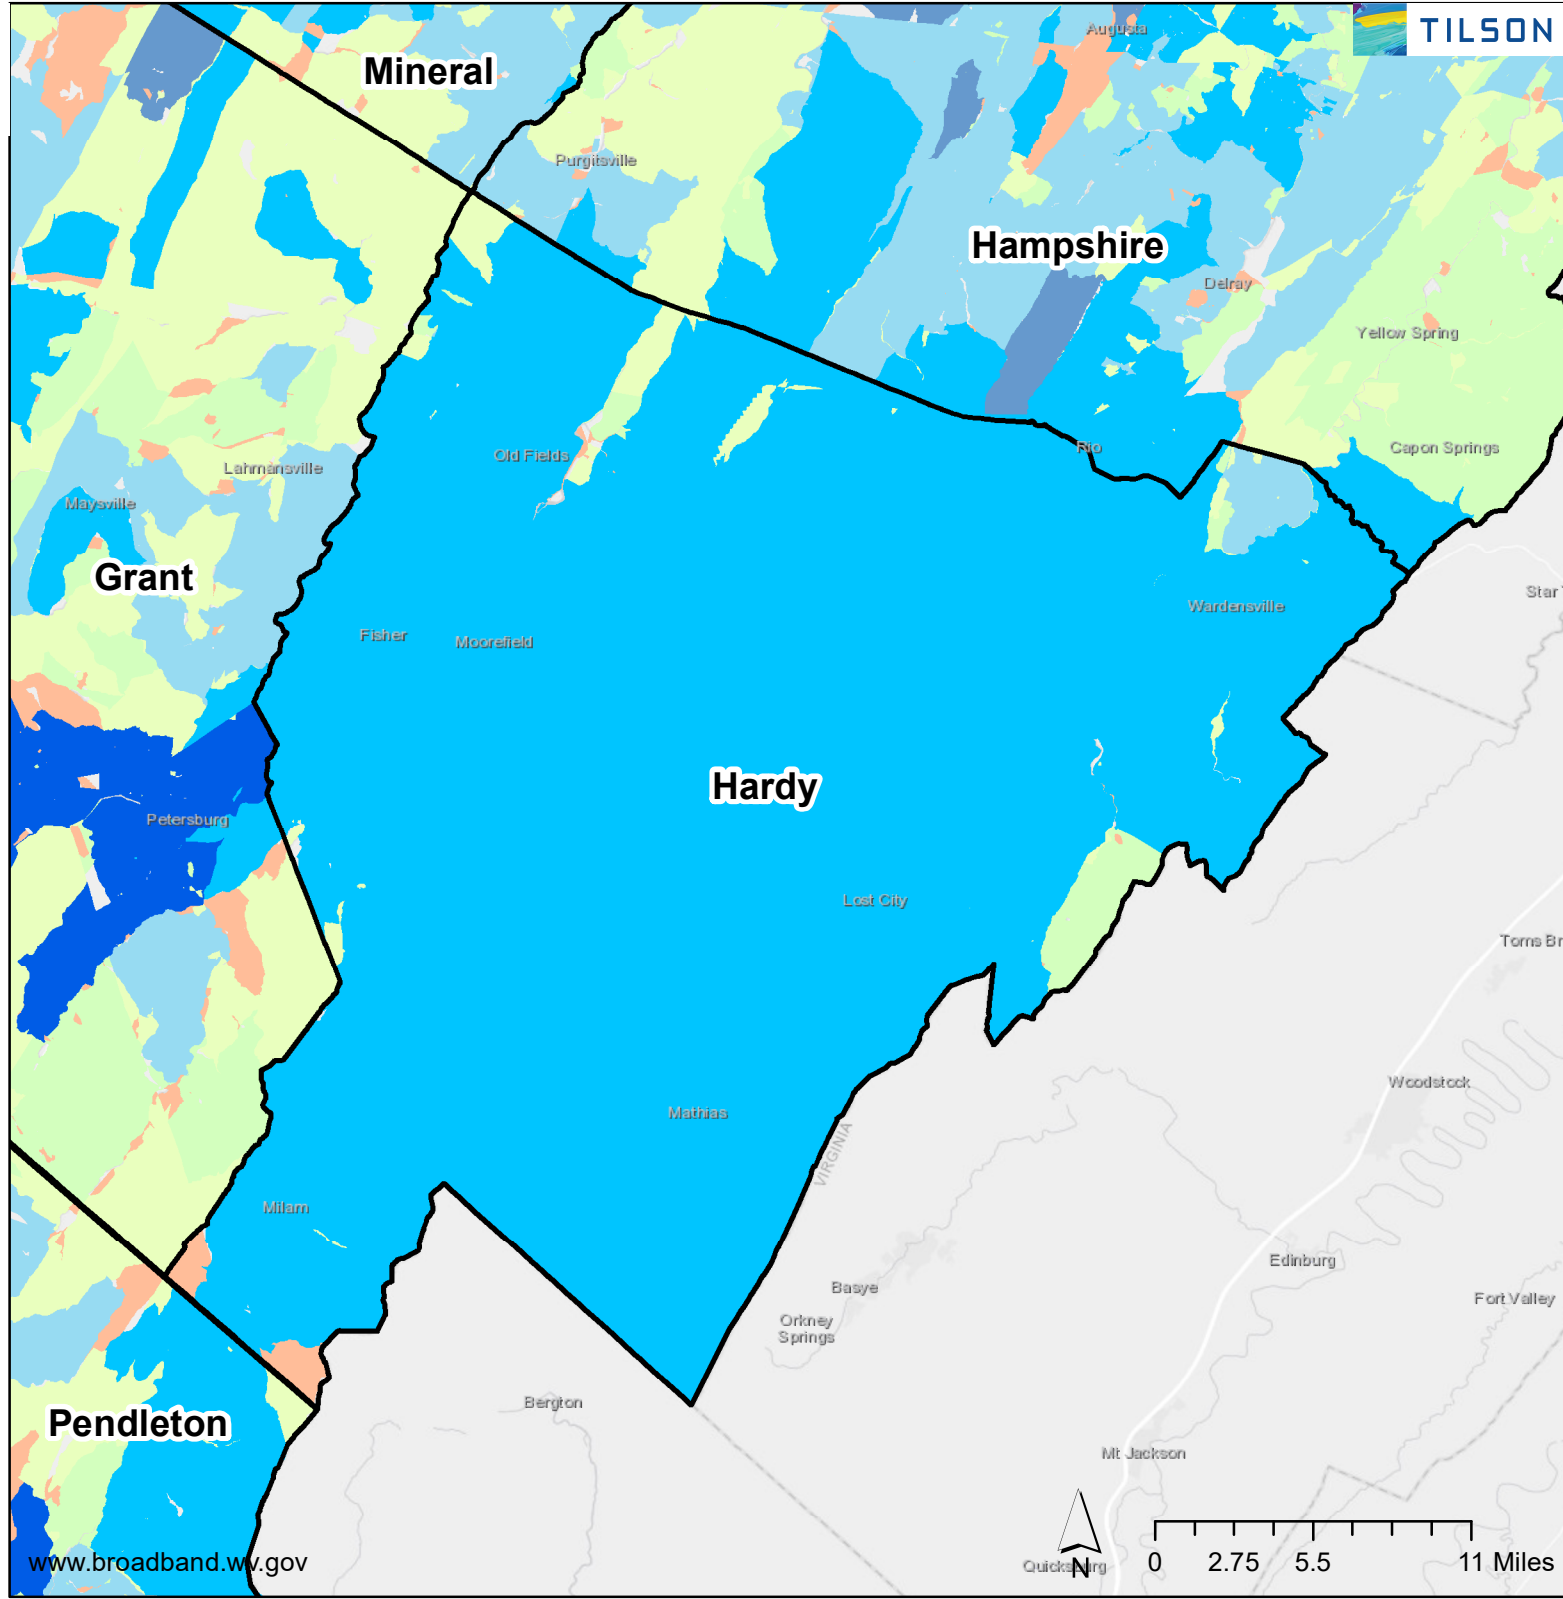 TILSON
Augusta
Mineral
Purgitsville
Hampshire
Delray
Yellow Spring
Old Fields
Rio
Capon Springs
Lahmansville
Maysville
Grant
Star
Wardensville
Fisher
Moorefield
Hardy
Petersburg
Lost City
Toms Br
Woodstock
Mathias
VIRGINIA
Milam
Edinburg
Basye
Fort Valley
Orkney
Springs
Bergton
Pendleton
Mt Jackson
www.broadband.wv.gov
Quicksburg
N
0 2.75 5.5 11 Miles